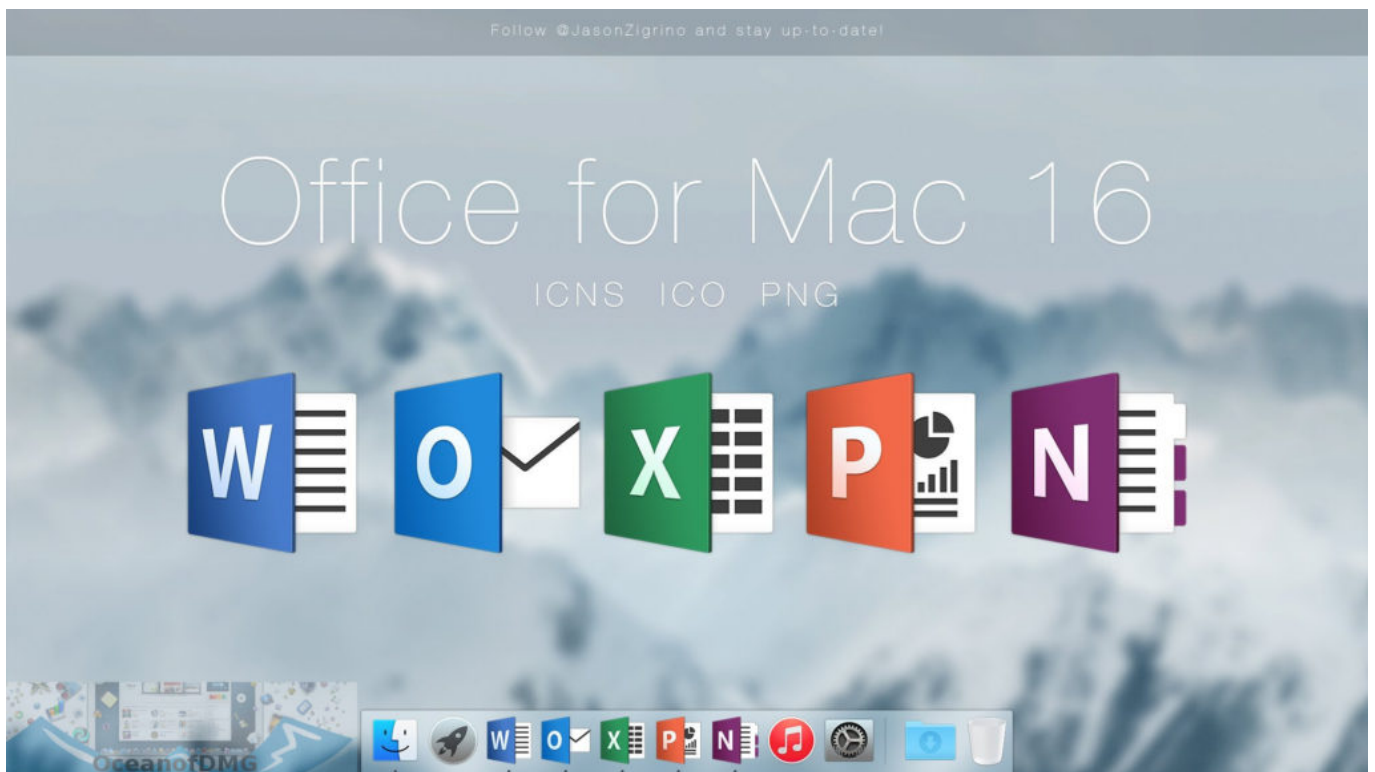 Follow @JasonZigrino and stay up-to-date!
Office for Mac 16
ICNS ICO PNG
W O X P N
OceanofDMG
W O X P N